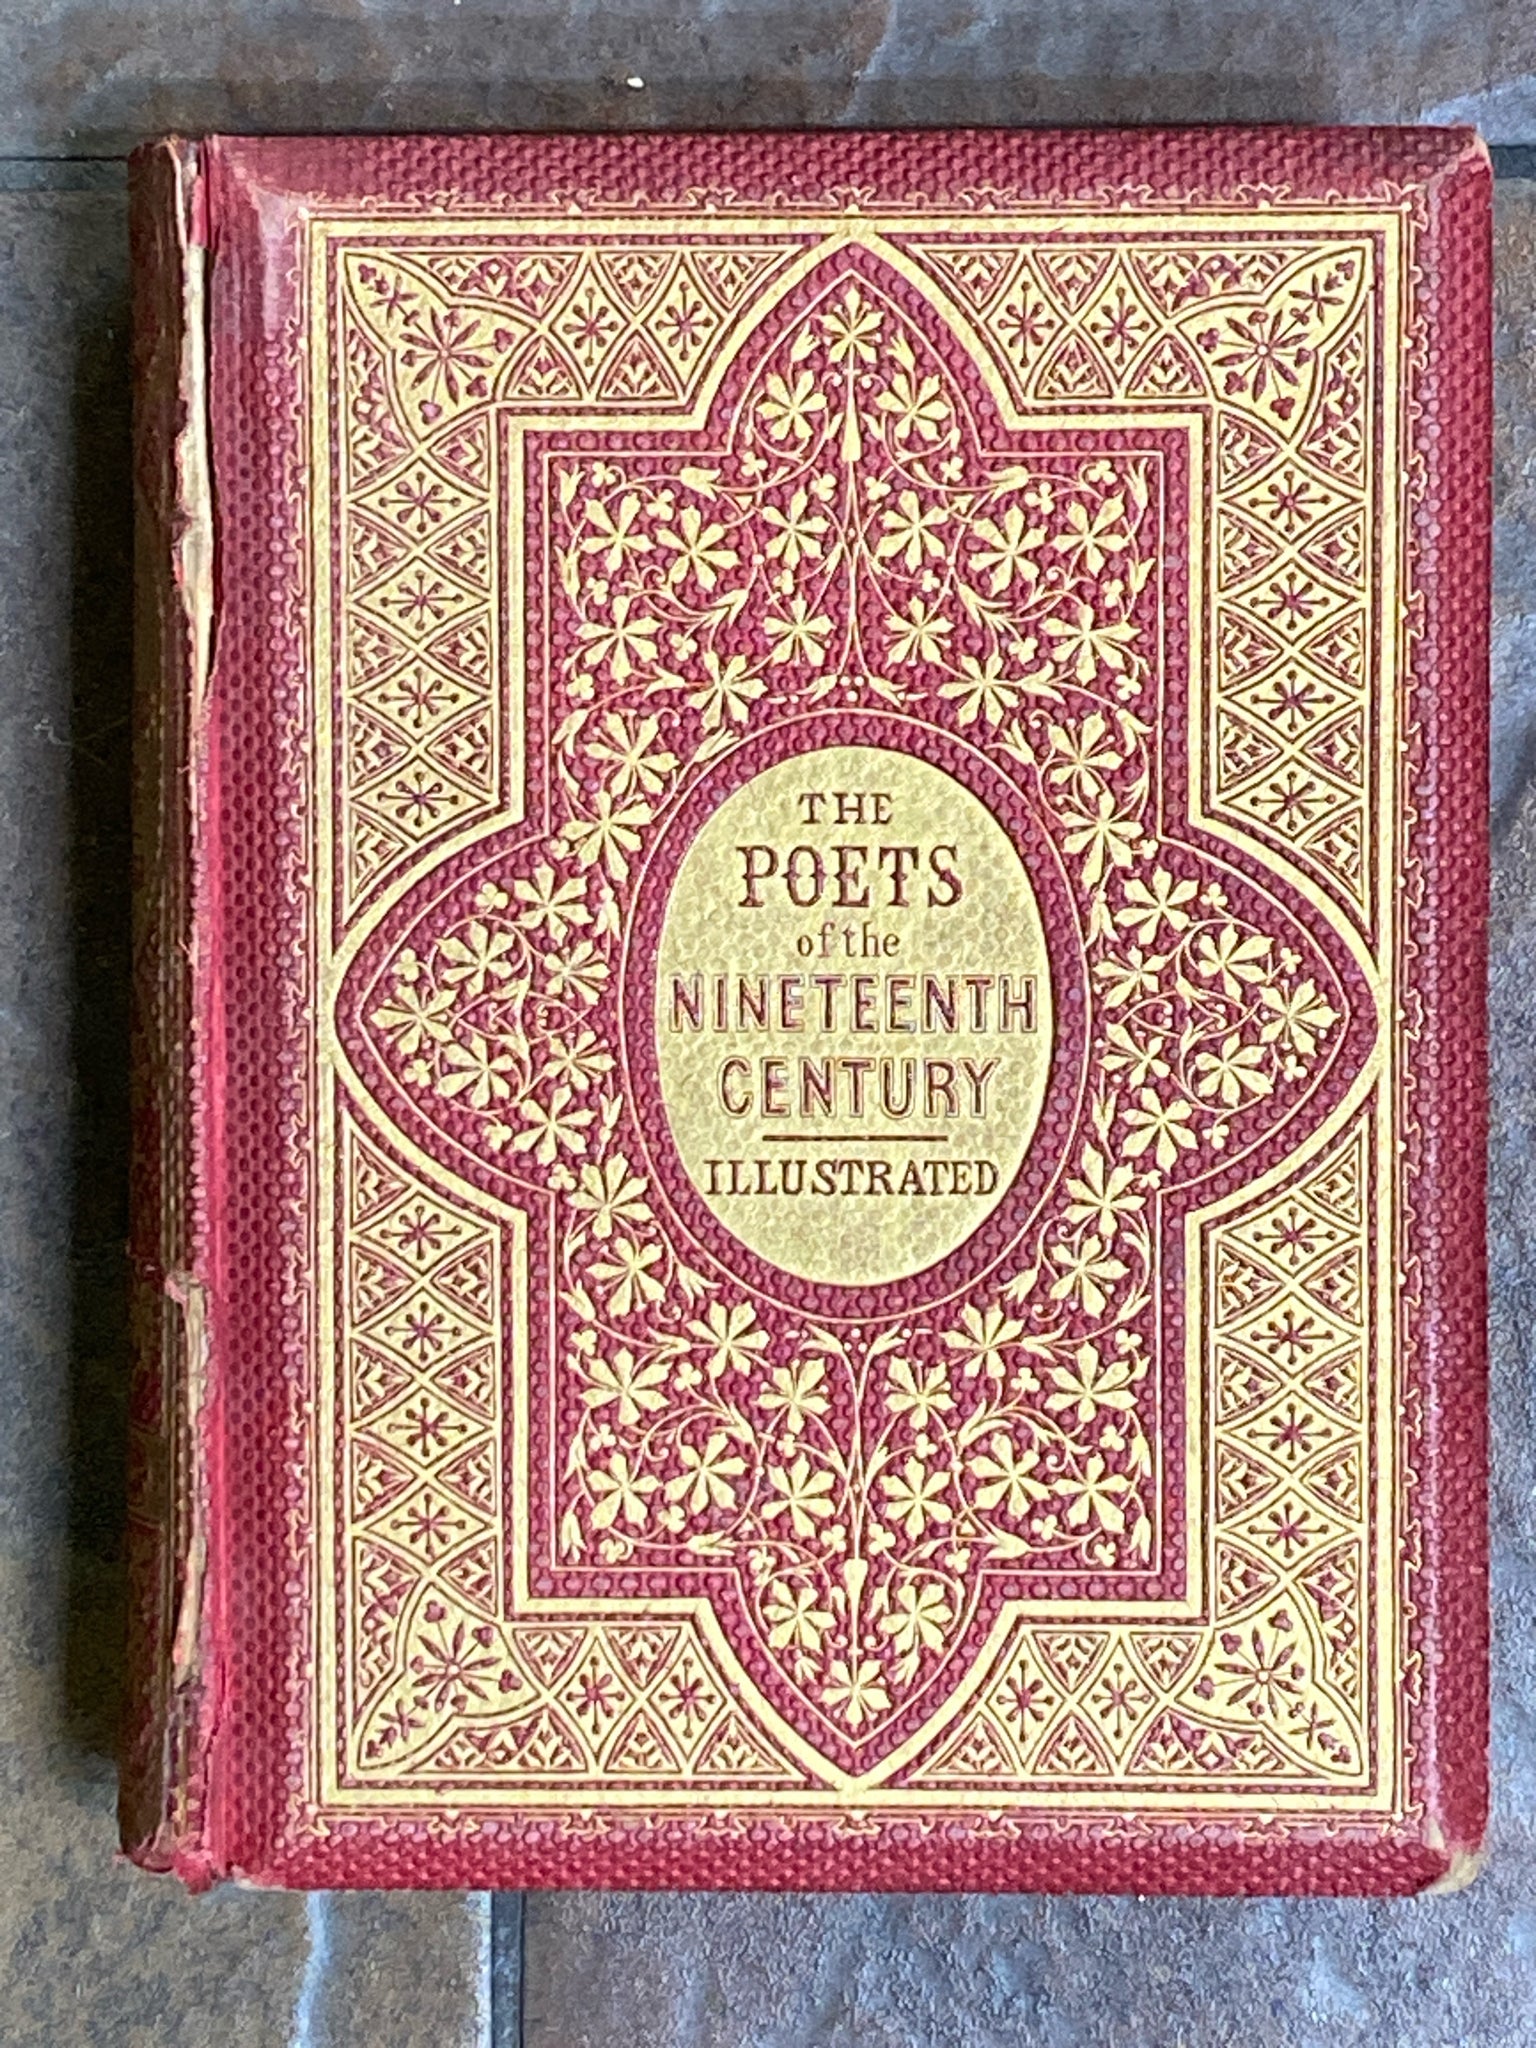 THE
POETS
of the
NINETEENTH
CENTURY
ILLUSTRATED